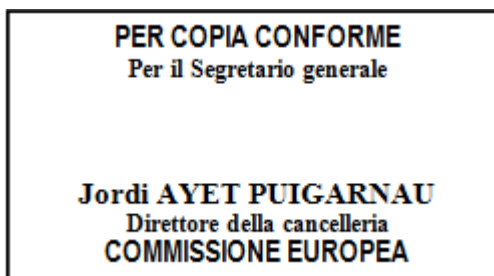 PER COPIA CONFORME
Per il Segretario generale
Jordi AYET PUIGARNAU
Direttore della cancelleria
COMMISSIONE EUROPEA